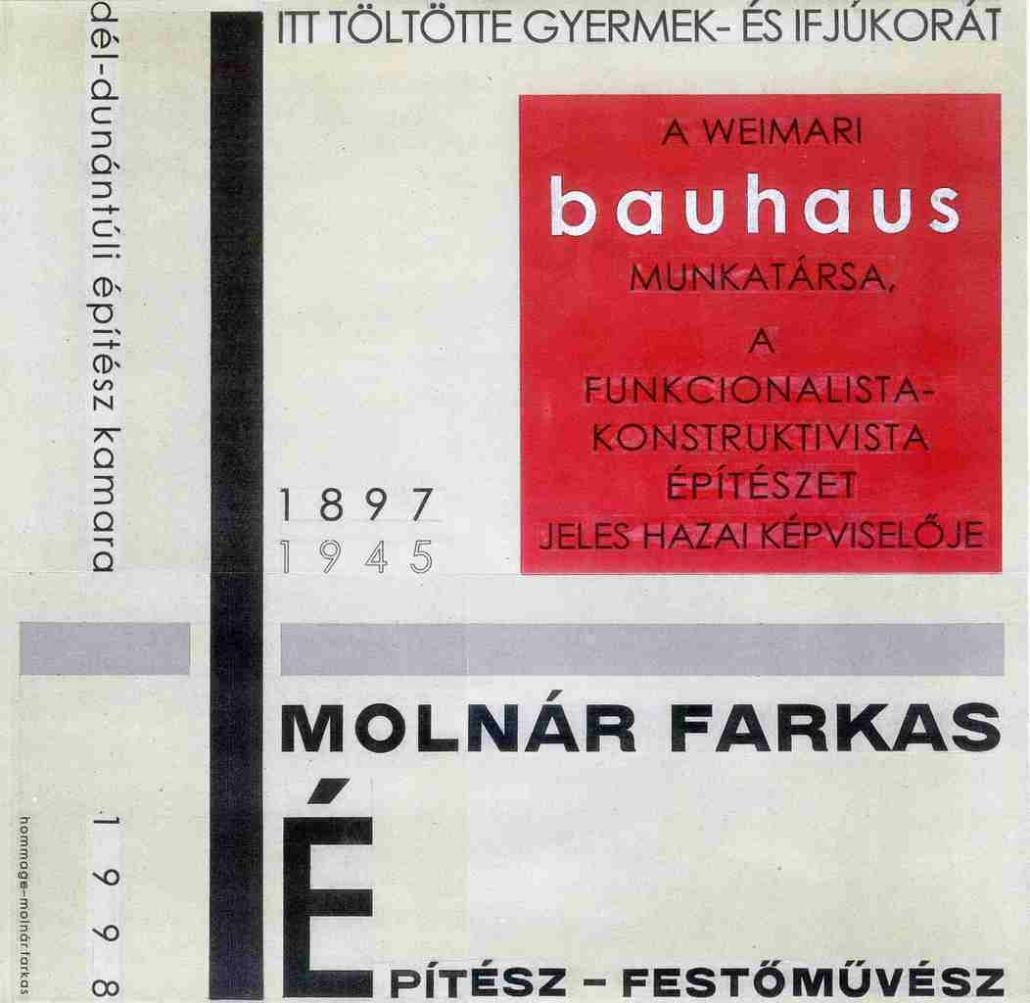 ITT TÖLTÖTTE GYERMEK- ÉS IFJÚKORÁT
A WEIMARI
bauhaus
MUNKATÁRSA,
A
FUNKCIONALISTA-
KONSTRUKTIVISTA
ÉPÍTÉSZET
JELES HAZAI KÉPVISELŐJE
1897
1945
MOLNÁR FARKAS
ÉPÍTÉSZ – FESTŐMŰVÉSZ
dél-dunántúli építész kamara
1998
hommage-molnár.farkas